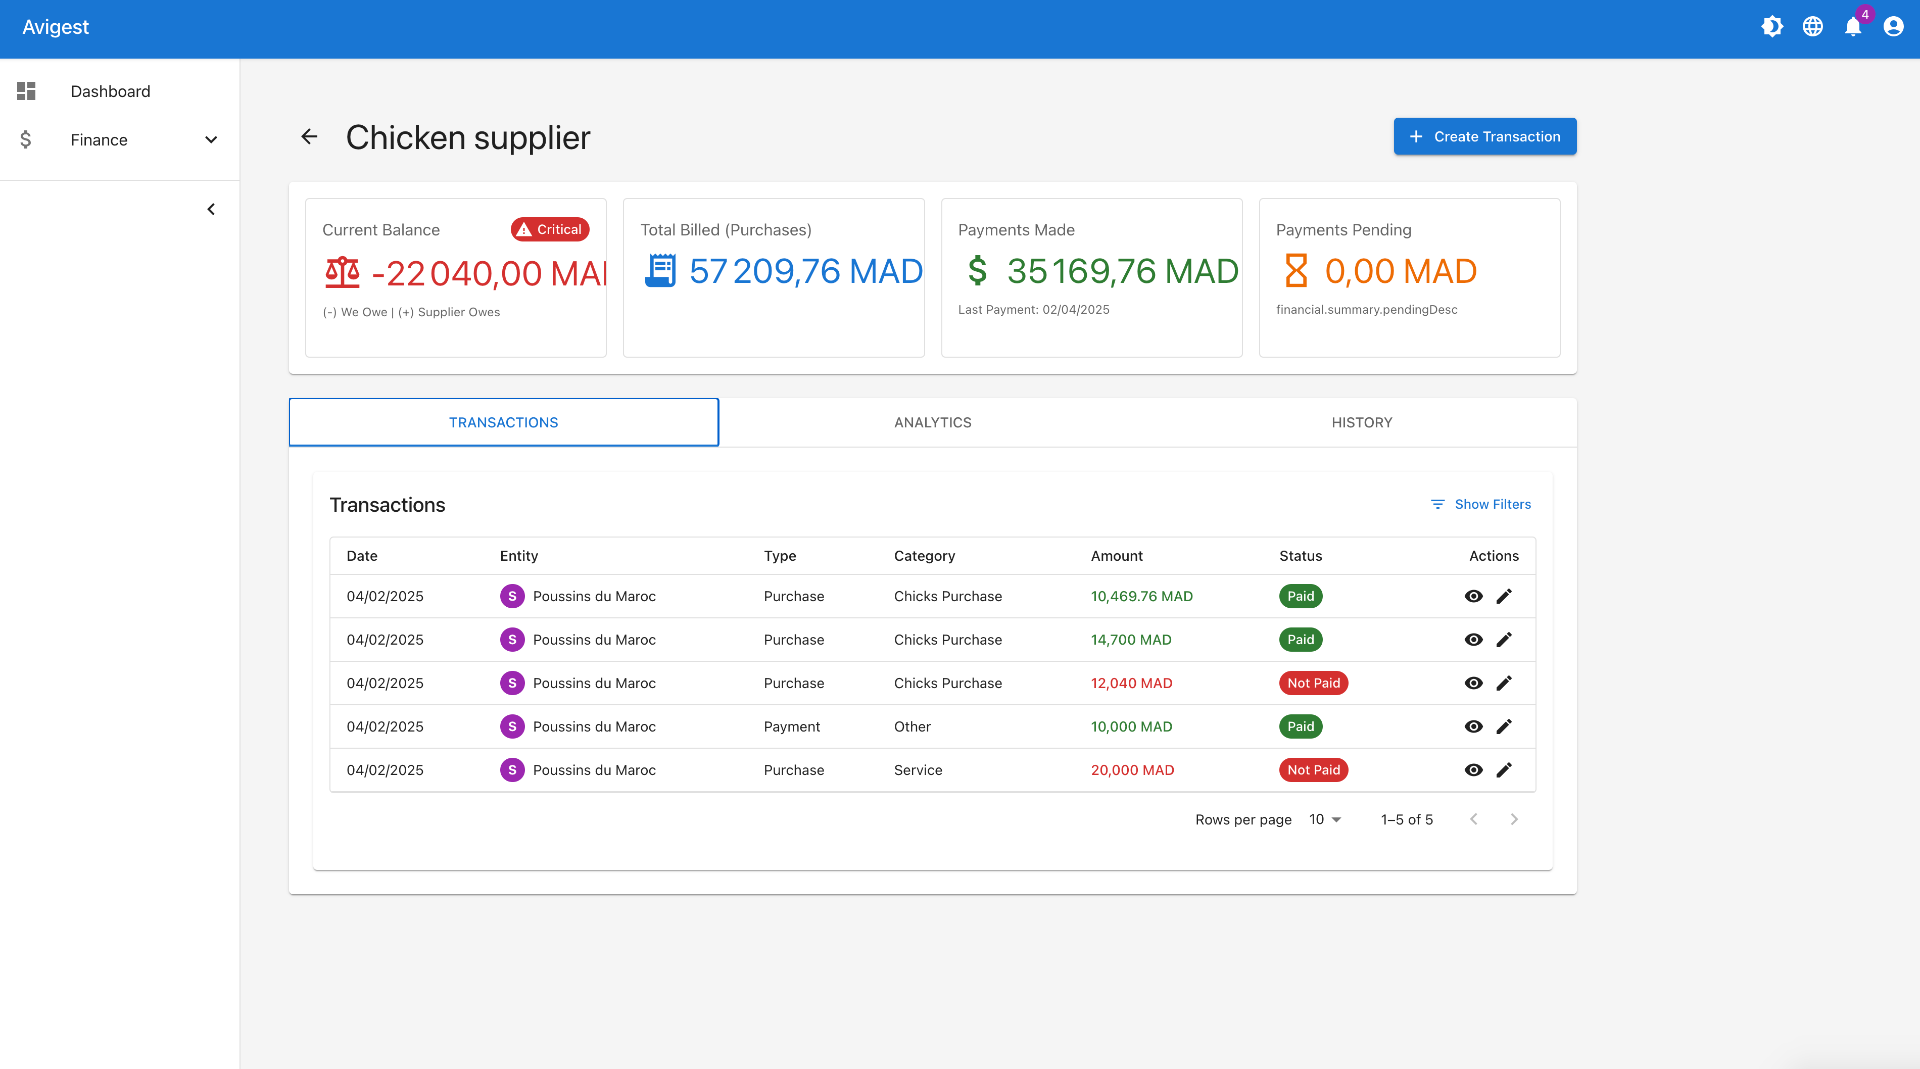 Avigest
4
Dashboard
Finance
Chicken supplier
Create Transaction
Current Balance
Critical
-22 040,00 MAD
(-) We Owe | (+) Supplier Owes
Total Billed (Purchases)
57 209,76 MAD
Payments Made
35 169,76 MAD
Last Payment: 02/04/2025
Payments Pending
0,00 MAD
financial.summary.pendingDesc
TRANSACTIONS
ANALYTICS
HISTORY
Transactions
Show Filters
Date Entity Type Category Amount Status Actions
04/02/2025 S Poussins du Maroc Purchase Chicks Purchase 10,469.76 MAD Paid
04/02/2025 S Poussins du Maroc Purchase Chicks Purchase 14,700 MAD Paid
04/02/2025 S Poussins du Maroc Purchase Chicks Purchase 12,040 MAD Not Paid
04/02/2025 S Poussins du Maroc Payment Other 10,000 MAD Paid
04/02/2025 S Poussins du Maroc Purchase Service 20,000 MAD Not Paid
Rows per page 10 1–5 of 5